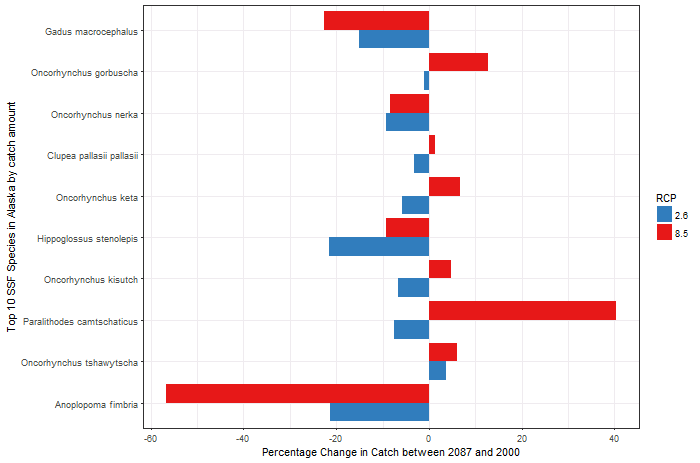 Top 10 SSF Species in Alaska by catch amount
Gadus macrocephalus
Oncorhynchus gorbuscha
Oncorhynchus nerka
Clupea pallasii pallasii
Oncorhynchus keta
Hippoglossus stenolepis
Oncorhynchus kisutch
Paralithodes camtschaticus
Oncorhynchus tshawytscha
Anoplopoma fimbria
-60 -40 -20 0 20 40
Percentage Change in Catch between 2087 and 2000
RCP
2.6
8.5